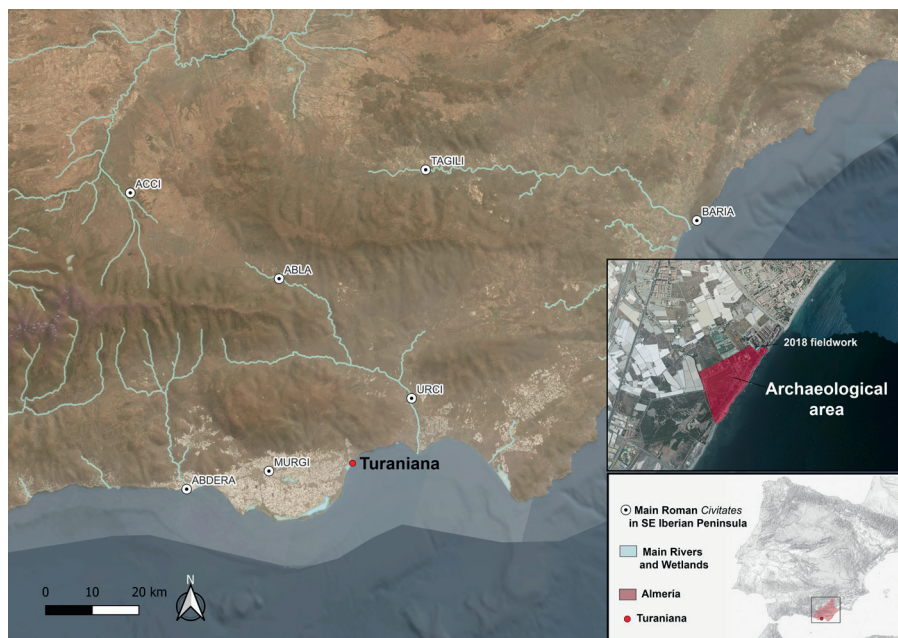 TAGILI
ACCI
BARIA
ABLA
2018 fieldwork
Archaeological
area
URCI
Turaniana
MURGI
ABDERA
Main Roman Civitates
in SE Iberian Peninsula
Main Rivers
and Wetlands
Almería
Turaniana
N
0 10 20 km